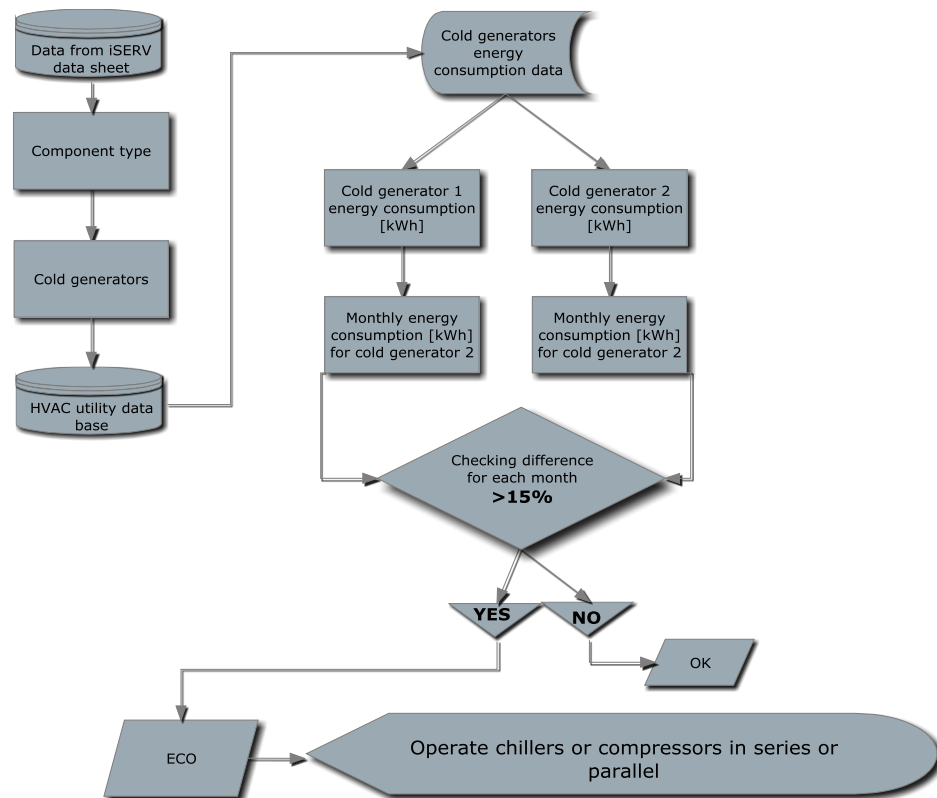 Data from iSERV
data sheet
Component type
Cold generators
HVAC utility data
base
Cold generators
energy
consumption data
Cold generator 1
energy consumption
[kWh]
Cold generator 2
energy consumption
[kWh]
Monthly energy
consumption [kWh]
for cold generator 2
Monthly energy
consumption [kWh]
for cold generator 2
Checking difference
for each month
>15%
YES
NO
OK
ECO
Operate chillers or compressors in series or
parallel